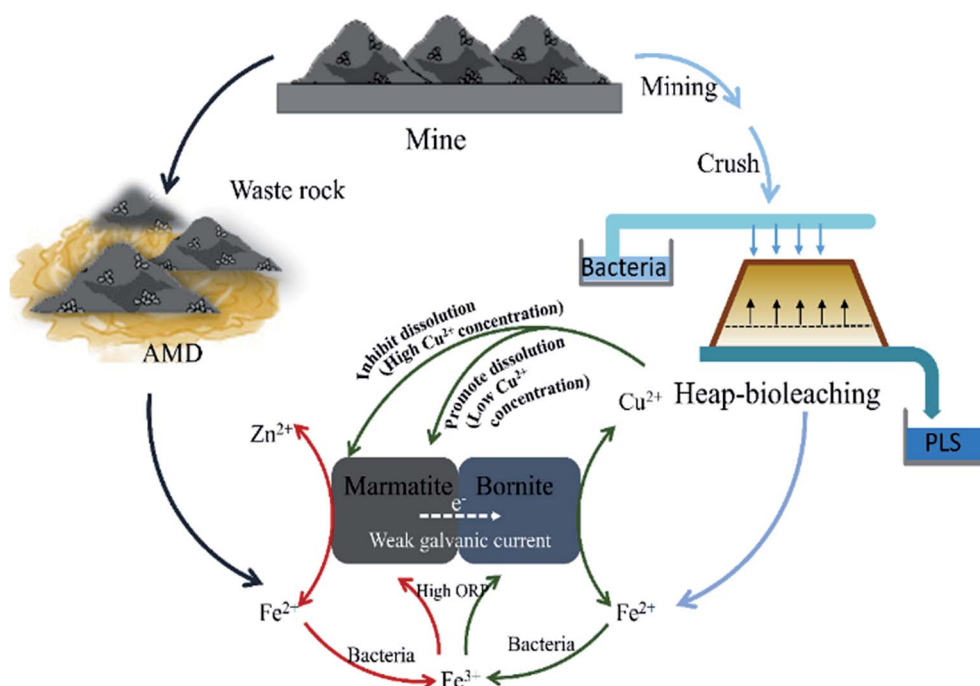 Mine
Mining
Crush
Waste rock
AMD
Bacteria
Heap-bioleaching
PLS
Inhibit dissolution
(High Cu²⁺ concentration)
Promote dissolution
(Low Cu²⁺
concentration)
Cu²⁺
Zn²⁺
Marmatite
Bornite
e⁻
Weak galvanic current
High ORP
Fe²⁺
Fe²⁺
Bacteria
Bacteria
Fe³⁺